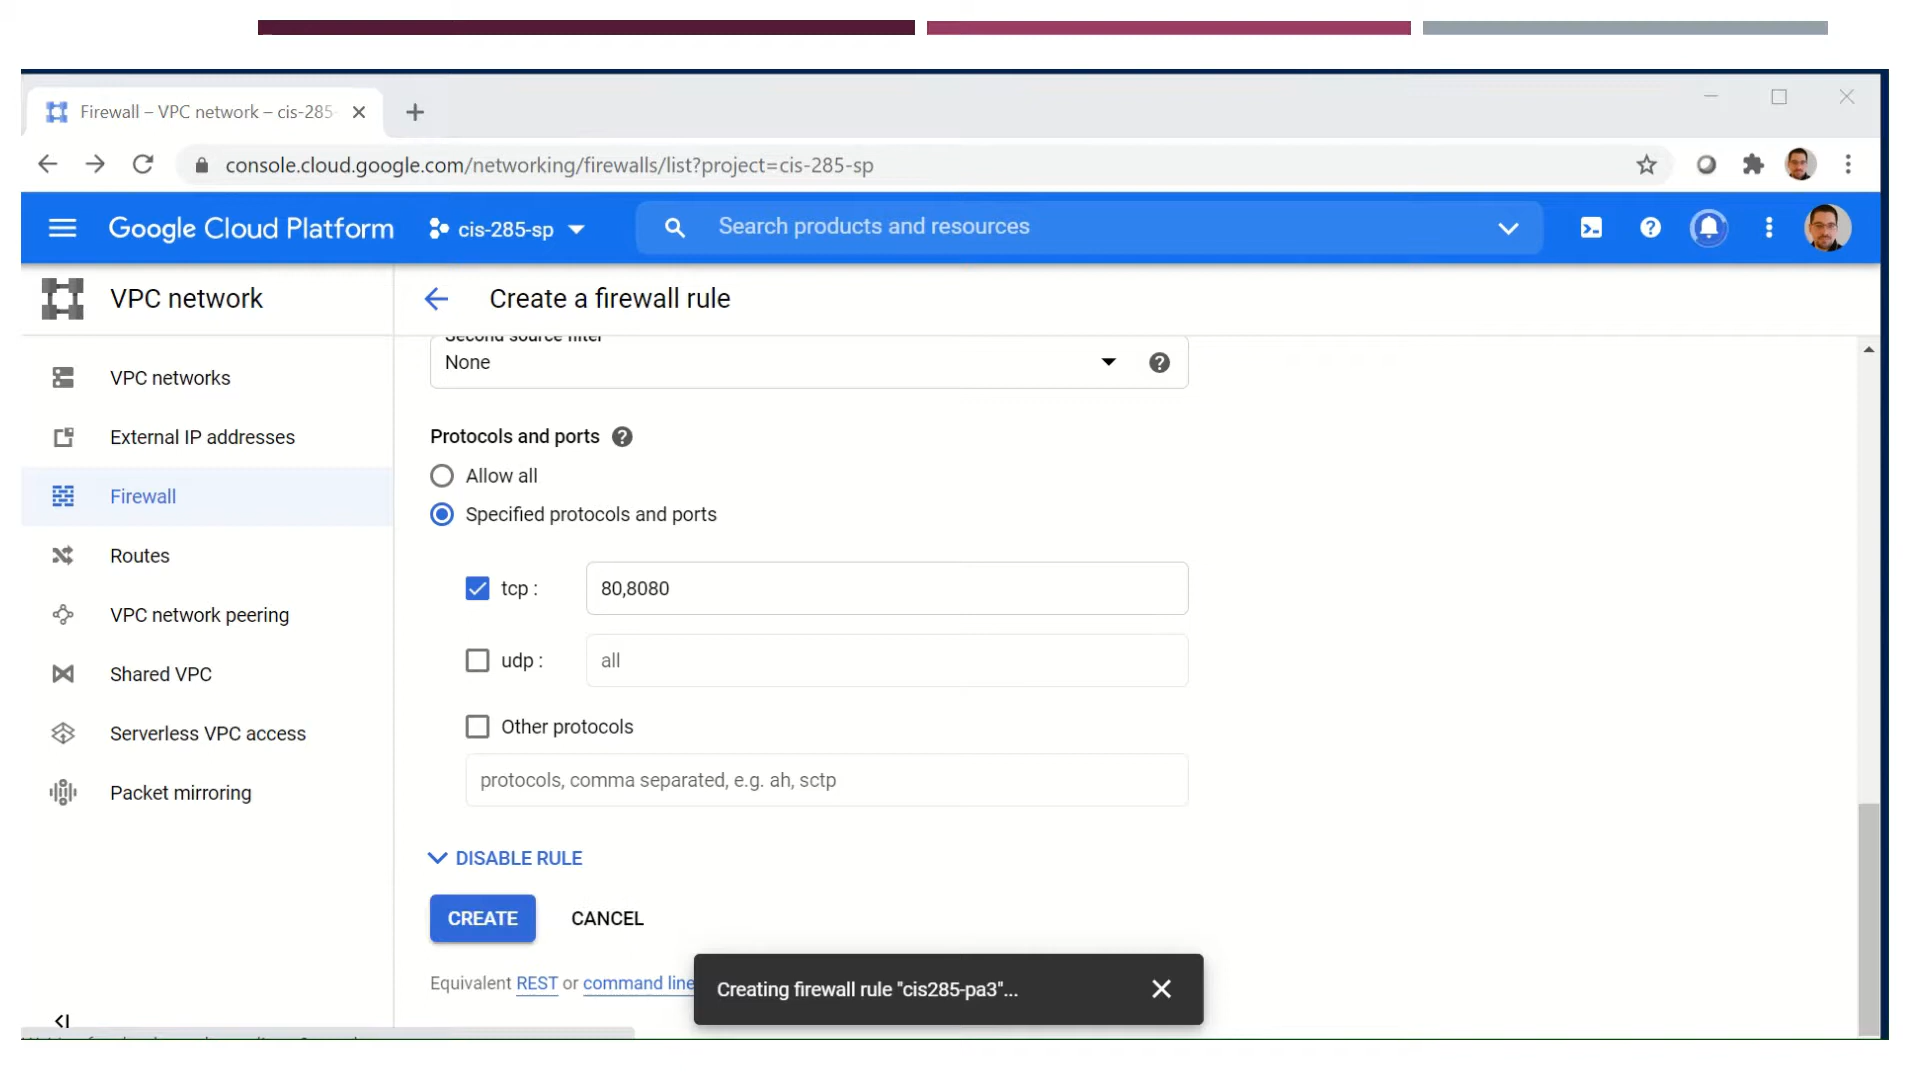 Firewall – VPC network – cis-285-
console.cloud.google.com/networking/firewalls/list?project=cis-285-sp
Google Cloud Platform
cis-285-sp
Search products and resources
VPC network
Create a firewall rule
Second source filter
None
VPC networks
External IP addresses
Firewall
Routes
VPC network peering
Shared VPC
Serverless VPC access
Packet mirroring
Protocols and ports
Allow all
Specified protocols and ports
tcp :
80,8080
udp :
all
Other protocols
protocols, comma separated, e.g. ah, sctp
DISABLE RULE
CREATE
CANCEL
Equivalent REST or command line
Creating firewall rule "cis285-pa3"...